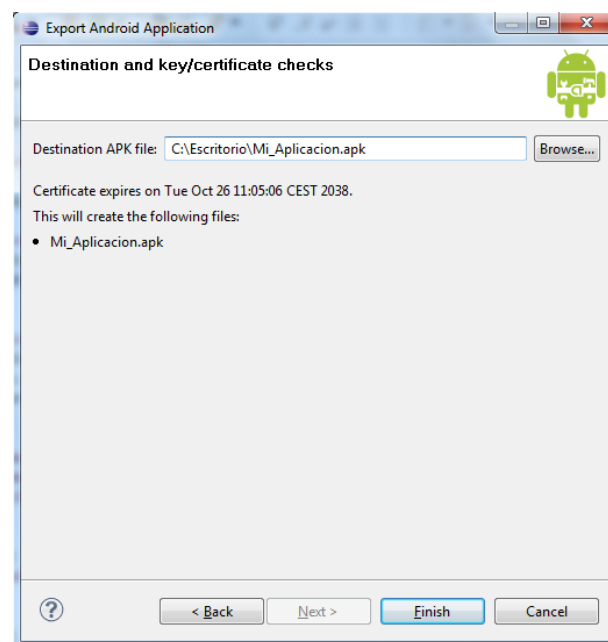 Export Android Application
Destination and key/certificate checks
Destination APK file: C:\Escritorio\Mi_Aplicacion.apk Browse...
Certificate expires on Tue Oct 26 11:05:06 CEST 2038.
This will create the following files:
• Mi_Aplicacion.apk
? < Back Next > Finish Cancel